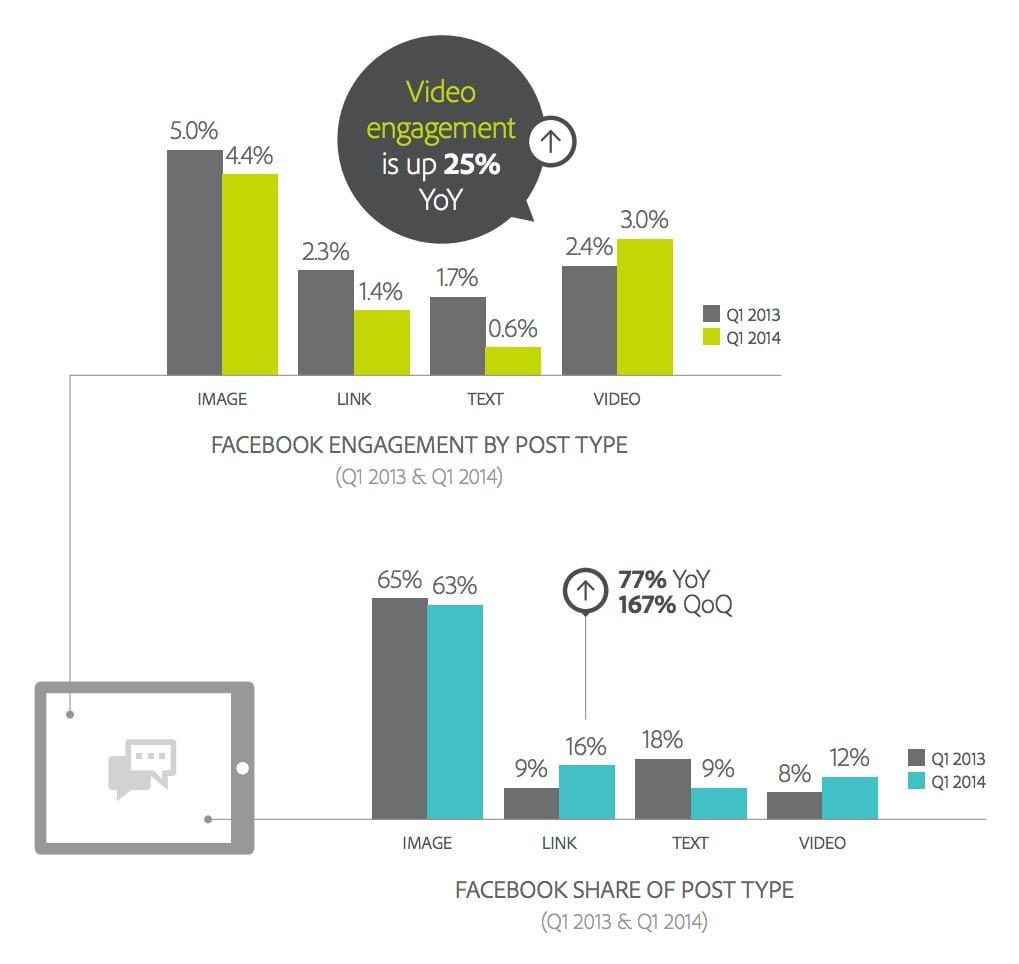 Video
engagement
is up 25%
YoY
5.0%
4.4%
2.3%
1.4%
1.7%
0.6%
2.4%
3.0%
Q1 2013
Q1 2014
IMAGE
LINK
TEXT
VIDEO
FACEBOOK ENGAGEMENT BY POST TYPE
(Q1 2013 & Q1 2014)
77% YoY
167% QoQ
65%
63%
9%
16%
18%
9%
8%
12%
Q1 2013
Q1 2014
IMAGE
LINK
TEXT
VIDEO
FACEBOOK SHARE OF POST TYPE
(Q1 2013 & Q1 2014)